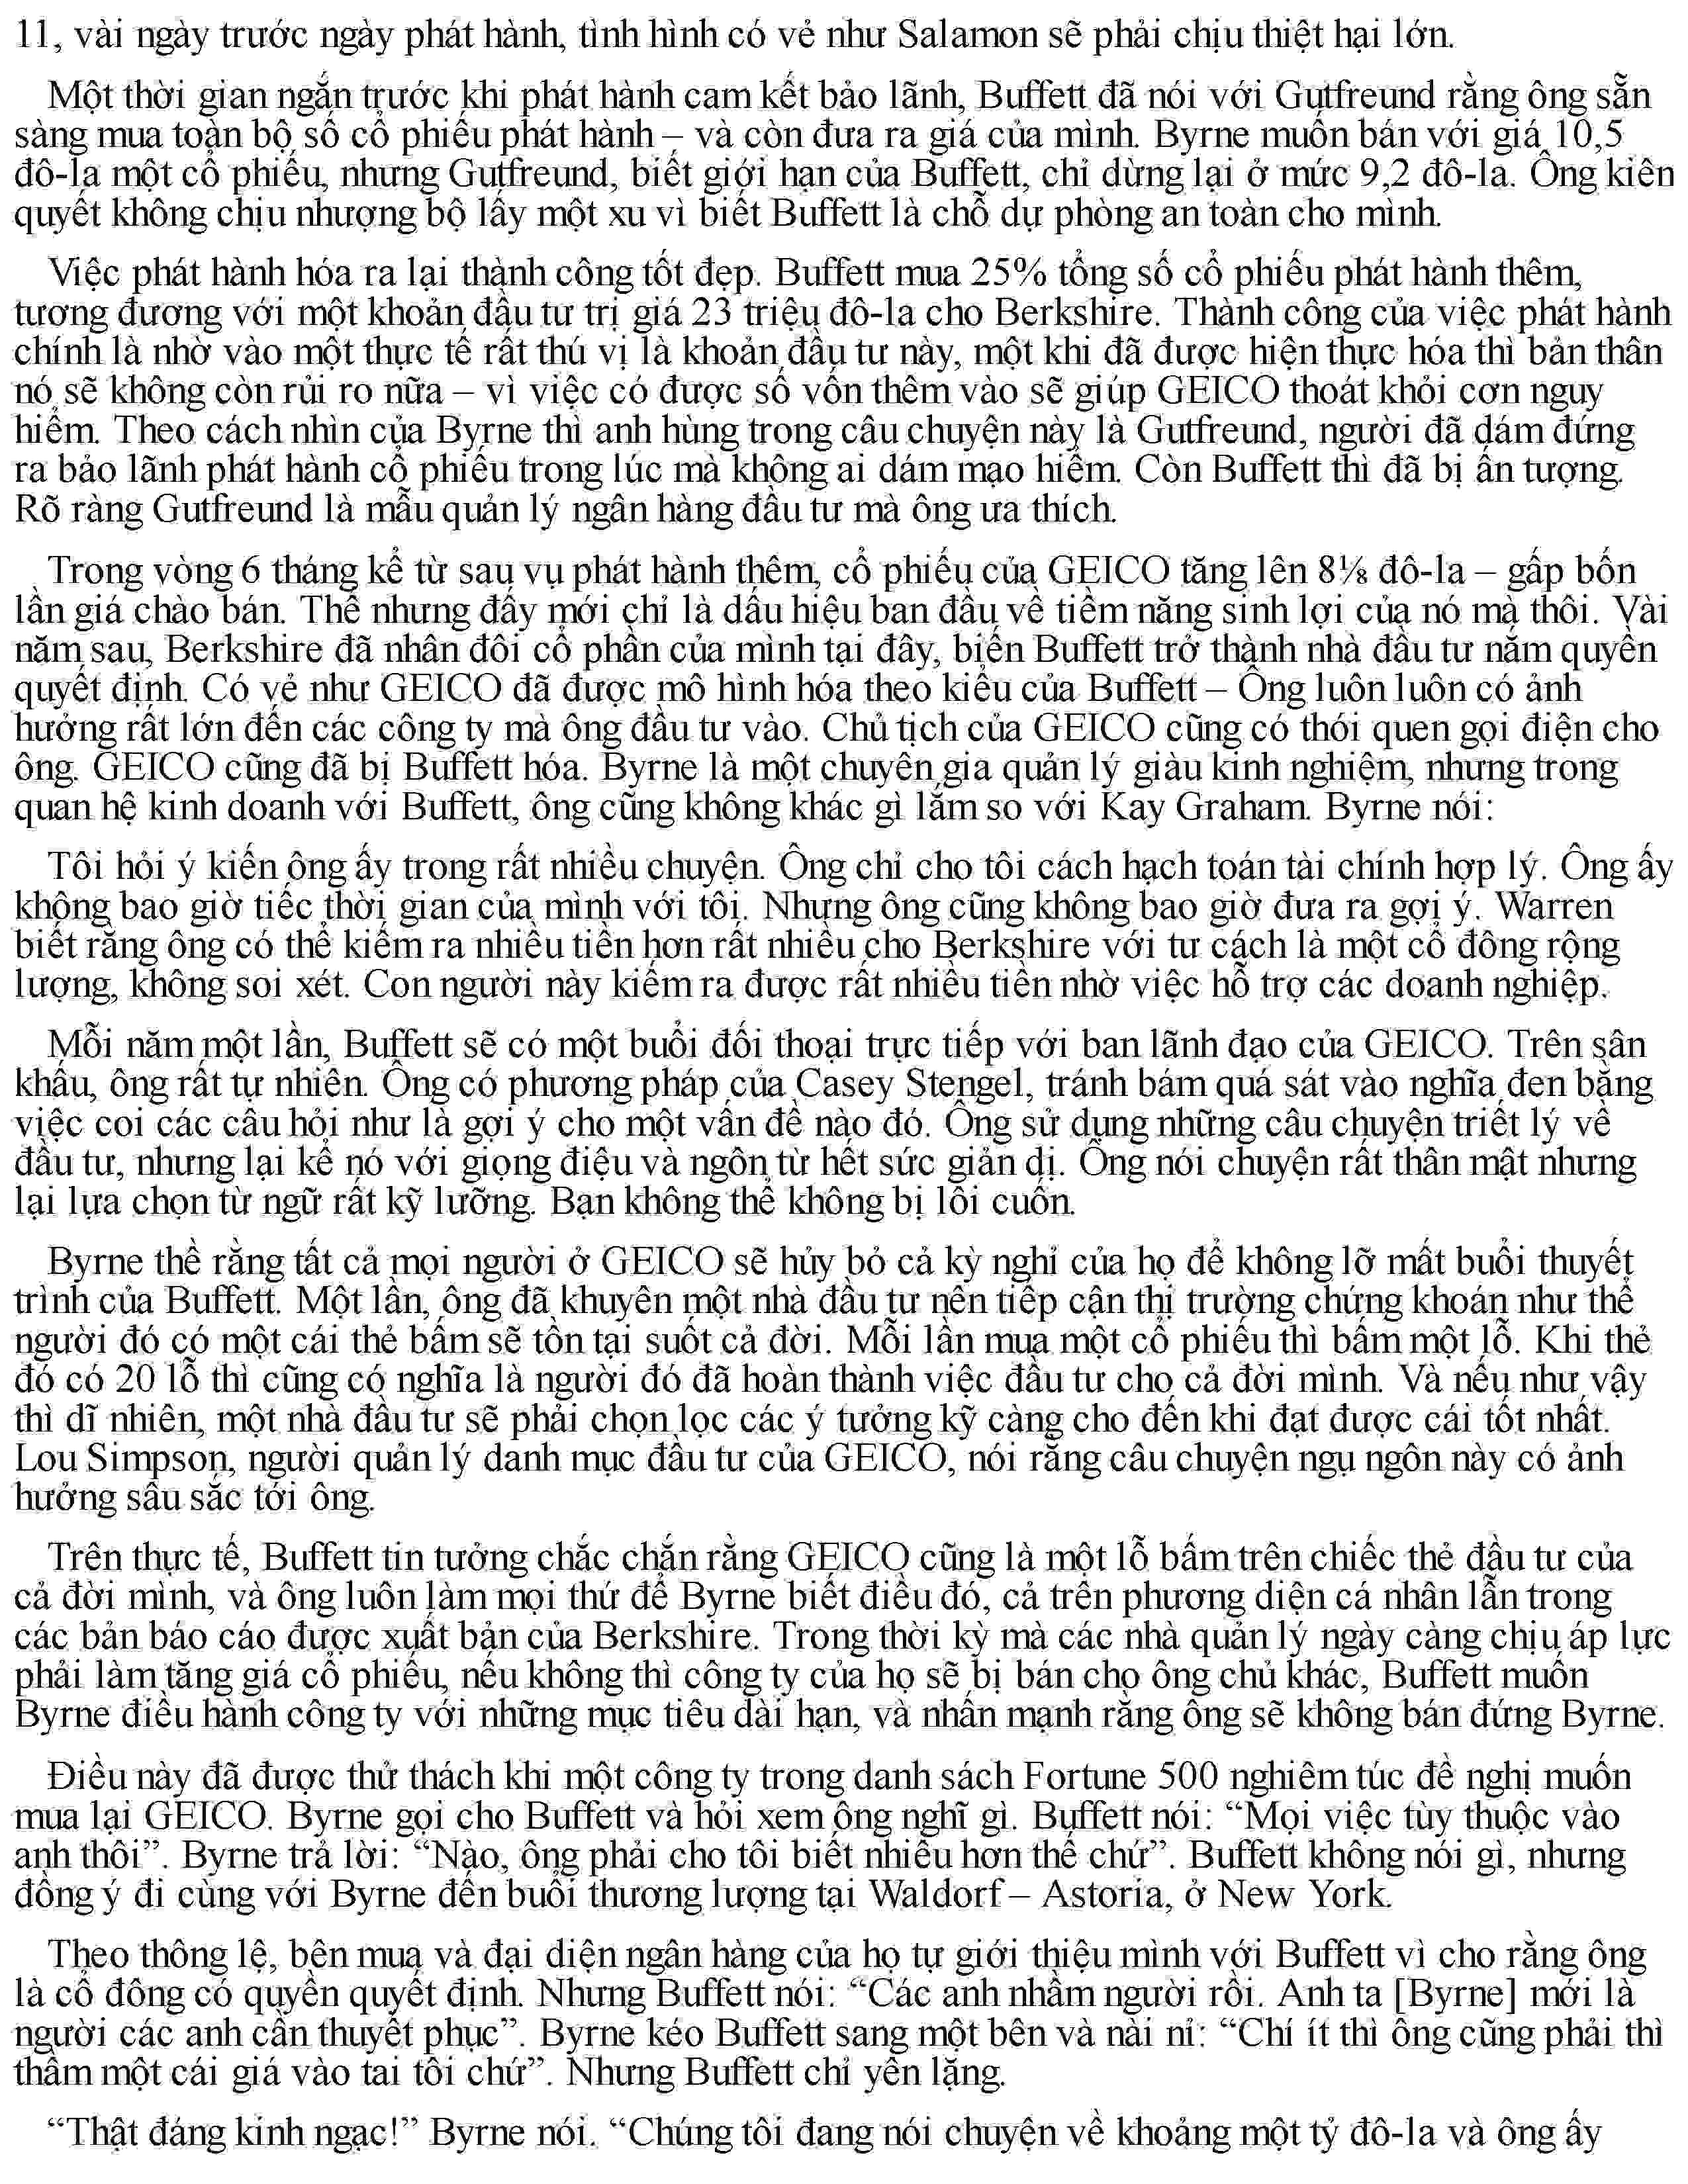 11, vài ngày trước ngày phát hành, tình hình có vẻ như Salamon sẽ phải chịu thiệt hại lớn.
Một thời gian ngắn trước khi phát hành cam kết bảo lãnh, Buffett đã nói với Gutfreund rằng ông sẵn
sàng mua toàn bộ số cổ phiếu phát hành – và còn đưa ra giá của mình. Byrne muốn bán với giá 10,5
đô-la một cổ phiếu, nhưng Gutfreund, biết giới hạn của Buffett, chỉ dừng lại ở mức 9,2 đô-la. Ông kiên
quyết không chịu nhượng bộ lấy một xu vì biết Buffett là chỗ dự phòng an toàn cho mình.
Việc phát hành hóa ra lại thành công tốt đẹp. Buffett mua 25% tổng số cổ phiếu phát hành thêm,
tương đương với một khoản đầu tư trị giá 23 triệu đô-la cho Berkshire. Thành công của việc phát hành
chính là nhờ vào một thực tế rất thú vị là khoản đầu tư này, một khi đã được hiện thực hóa thì bản thân
nó sẽ không còn rủi ro nữa – vì việc có được số vốn thêm vào sẽ giúp GEICO thoát khỏi cơn nguy
hiểm. Theo cách nhìn của Byrne thì anh hùng trong câu chuyện này là Gutfreund, người đã dám đứng
ra bảo lãnh phát hành cổ phiếu trong lúc mà không ai dám mạo hiểm. Còn Buffett thì đã bị ấn tượng.
Rõ ràng Gutfreund là mẫu quản lý ngân hàng đầu tư mà ông ưa thích.
Trong vòng 6 tháng kể từ sau vụ phát hành thêm, cổ phiếu của GEICO tăng lên 8⅛ đô-la – gấp bốn
lần giá chào bán. Thế nhưng đấy mới chỉ là dấu hiệu ban đầu về tiềm năng sinh lợi của nó mà thôi. Vài
năm sau, Berkshire đã nhân đôi cổ phần của mình tại đây, biến Buffett trở thành nhà đầu tư nắm quyền
quyết định. Có vẻ như GEICO đã được mô hình hóa theo kiểu của Buffett – Ông luôn luôn có ảnh
hưởng rất lớn đến các công ty mà ông đầu tư vào. Chủ tịch của GEICO cũng có thói quen gọi điện cho
ông. GEICO cũng đã bị Buffett hóa. Byrne là một chuyên gia quản lý giàu kinh nghiệm, nhưng trong
quan hệ kinh doanh với Buffett, ông cũng không khác gì lắm so với Kay Graham. Byrne nói:
Tôi hỏi ý kiến ông ấy trong rất nhiều chuyện. Ông chỉ cho tôi cách hạch toán tài chính hợp lý. Ông ấy
không bao giờ tiếc thời gian của mình với tôi. Nhưng ông cũng không bao giờ đưa ra gợi ý. Warren
biết rằng ông có thể kiếm ra nhiều tiền hơn rất nhiều cho Berkshire với tư cách là một cổ đông rộng
lượng, không soi xét. Con người này kiếm ra được rất nhiều tiền nhờ việc hỗ trợ các doanh nghiệp.
Mỗi năm một lần, Buffett sẽ có một buổi đối thoại trực tiếp với ban lãnh đạo của GEICO. Trên sân
khấu, ông rất tự nhiên. Ông có phương pháp của Casey Stengel, tránh bám quá sát vào nghĩa đen bằng
việc coi các câu hỏi như là gợi ý cho một vấn đề nào đó. Ông sử dụng những câu chuyện triết lý về
đầu tư, nhưng lại kể nó với giọng điệu và ngôn từ hết sức giản dị. Ông nói chuyện rất thân mật nhưng
lại lựa chọn từ ngữ rất kỹ lưỡng. Bạn không thể không bị lôi cuốn.
Byrne thề rằng tất cả mọi người ở GEICO sẽ hủy bỏ cả kỳ nghỉ của họ để không lỡ mất buổi thuyết
trình của Buffett. Một lần, ông đã khuyên một nhà đầu tư nên tiếp cận thị trường chứng khoán như thể
người đó có một cái thẻ bấm sẽ tồn tại suốt cả đời. Mỗi lần mua một cổ phiếu thì bấm một lỗ. Khi thẻ
đó có 20 lỗ thì cũng có nghĩa là người đó đã hoàn thành việc đầu tư cho cả đời mình. Và nếu như vậy
thì dĩ nhiên, một nhà đầu tư sẽ phải chọn lọc các ý tưởng kỹ càng cho đến khi đạt được cái tốt nhất.
Lou Simpson, người quản lý danh mục đầu tư của GEICO, nói rằng câu chuyện ngụ ngôn này có ảnh
hưởng sâu sắc tới ông.
Trên thực tế, Buffett tin tưởng chắc chắn rằng GEICO cũng là một lỗ bấm trên chiếc thẻ đầu tư của
cả đời mình, và ông luôn làm mọi thứ để Byrne biết điều đó, cả trên phương diện cá nhân lẫn trong
các bản báo cáo được xuất bản của Berkshire. Trong thời kỳ mà các nhà quản lý ngày càng chịu áp lực
phải làm tăng giá cổ phiếu, nếu không thì công ty của họ sẽ bị bán cho ông chủ khác, Buffett muốn
Byrne điều hành công ty với những mục tiêu dài hạn, và nhấn mạnh rằng ông sẽ không bán đứng Byrne.
Điều này đã được thử thách khi một công ty trong danh sách Fortune 500 nghiêm túc đề nghị muốn
mua lại GEICO. Byrne gọi cho Buffett và hỏi xem ông nghĩ gì. Buffett nói: “Mọi việc tùy thuộc vào
anh thôi”. Byrne trả lời: “Nào, ông phải cho tôi biết nhiều hơn thế chứ”. Buffett không nói gì, nhưng
đồng ý đi cùng với Byrne đến buổi thương lượng tại Waldorf – Astoria, ở New York.
Theo thông lệ, bên mua và đại diện ngân hàng của họ tự giới thiệu mình với Buffett vì cho rằng ông
là cổ đông có quyền quyết định. Nhưng Buffett nói: “Các anh nhầm người rồi. Anh ta [Byrne] mới là
người các anh cần thuyết phục”. Byrne kéo Buffett sang một bên và nài nỉ: “Chí ít thì ông cũng phải thì
thầm một cái giá vào tai tôi chứ”. Nhưng Buffett chỉ yên lặng.
“Thật đáng kinh ngạc!” Byrne nói. “Chúng tôi đang nói chuyện về khoảng một tỷ đô-la và ông ấy